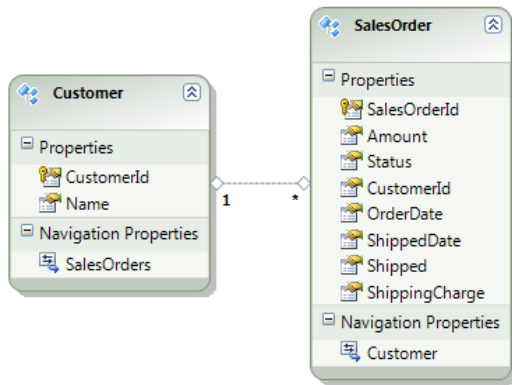 Customer
Properties
CustomerId
Name
Navigation Properties
SalesOrders
1
*
SalesOrder
Properties
SalesOrderId
Amount
Status
CustomerId
OrderDate
ShippedDate
Shipped
ShippingCharge
Navigation Properties
Customer